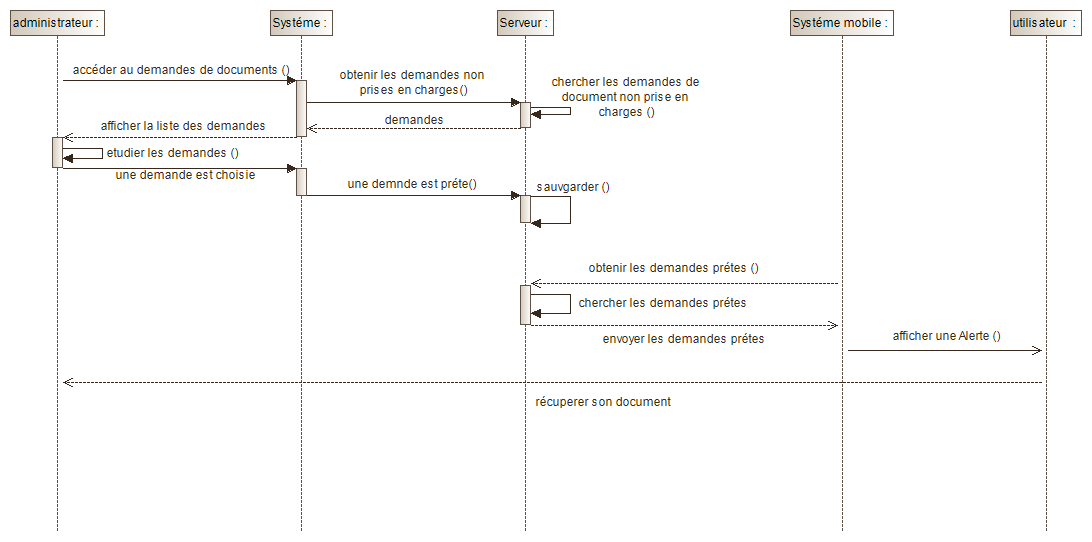 administrateur :
Systéme :
Serveur :
Systéme mobile :
utilisateur :
accéder au demandes de documents ()
obtenir les demandes non
prises en charges()
chercher les demandes de
document non prise en
charges ()
demandes
afficher la liste des demandes
etudier les demandes ()
une demande est choisie
une demnde est préte()
sauvgarder ()
obtenir les demandes prétes ()
chercher les demandes prétes
envoyer les demandes prétes
afficher une Alerte ()
récuperer son document